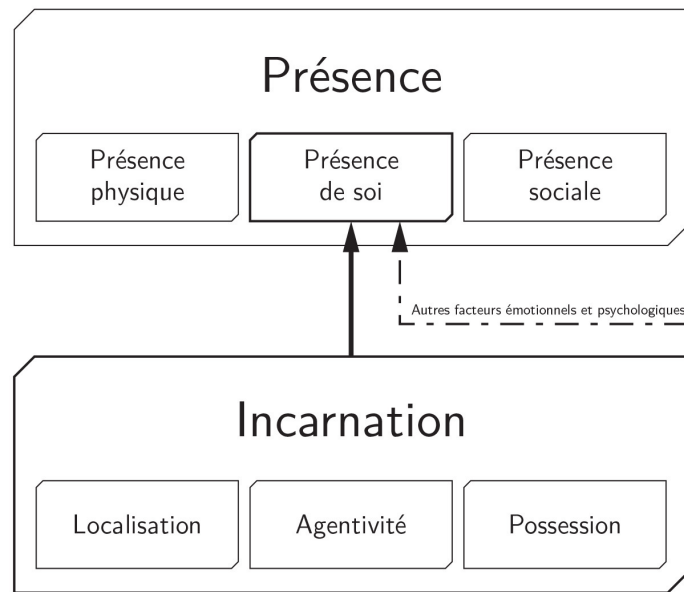 Présence
Présence
physique
Présence
de soi
Présence
sociale
Autres facteurs émotionnels et psychologiques
Incarnation
Localisation
Agentivité
Possession